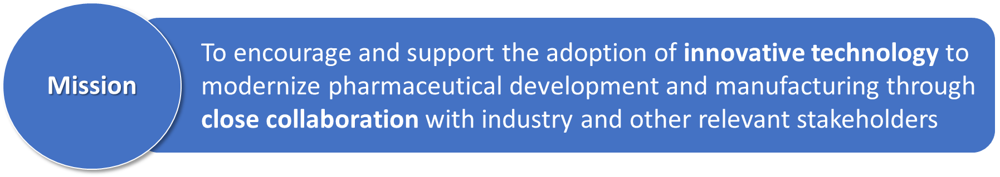 Mission
To encourage and support the adoption of innovative technology to
modernize pharmaceutical development and manufacturing through
close collaboration with industry and other relevant stakeholders